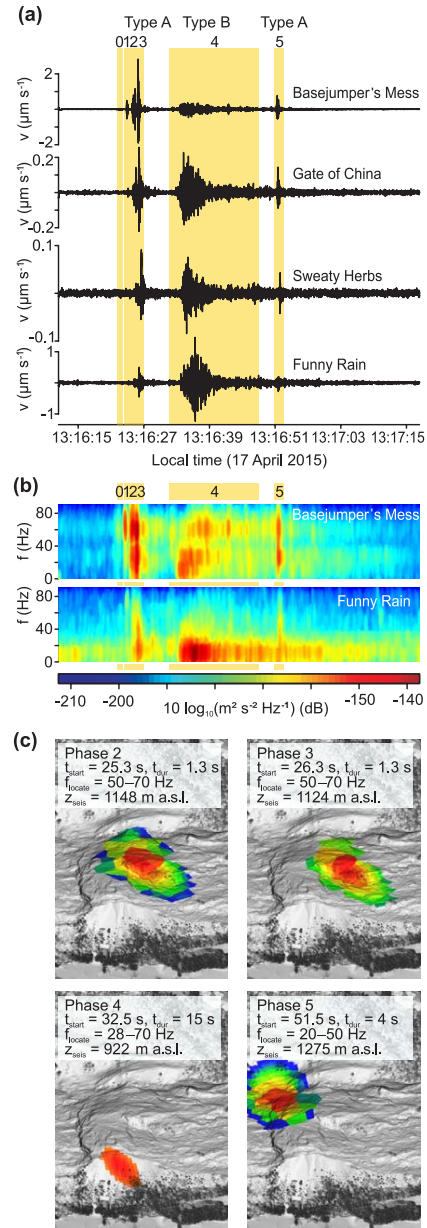 (a)
Type A Type B Type A
0123 4 5
2
0
-2
v (µm s⁻¹)
Basejumper's Mess
0.2
0
-0.2
v (µm s⁻¹)
Gate of China
0.1
0
-0.1
v (µm s⁻¹)
Sweaty Herbs
1
0
-1
v (µm s⁻¹)
Funny Rain
13:16:15 13:16:27 13:16:39 13:16:51 13:17:03 13:17:15
Local time (17 April 2015)
(b)
0123 4 5
80
40
0
f (Hz)
Basejumper's Mess
80
40
0
f (Hz)
Funny Rain
-210 -200 -170 -150 -140
10 log₁₀(m² s⁻² Hz⁻¹) (dB)
(c)
Phase 2
t_start = 25.3 s, t_dur = 1.3 s
f_locate = 50–70 Hz
z_seis = 1148 m a.s.l.
Phase 3
t_start = 26.3 s, t_dur = 1.3 s
f_locate = 50–70 Hz
z_seis = 1124 m a.s.l.
Phase 4
t_start = 32.5 s, t_dur = 15 s
f_locate = 28–70 Hz
z_seis = 922 m a.s.l.
Phase 5
t_start = 51.5 s, t_dur = 4 s
f_locate = 20–50 Hz
z_seis = 1275 m a.s.l.